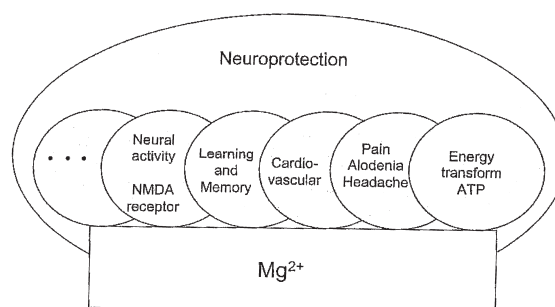 Neuroprotection
• • •
Neural
activity
NMDA
receptor
Learning
and
Memory
Cardio-
vascular
Pain
Alodenia
Headache
Energy
transform
ATP
Mg²⁺